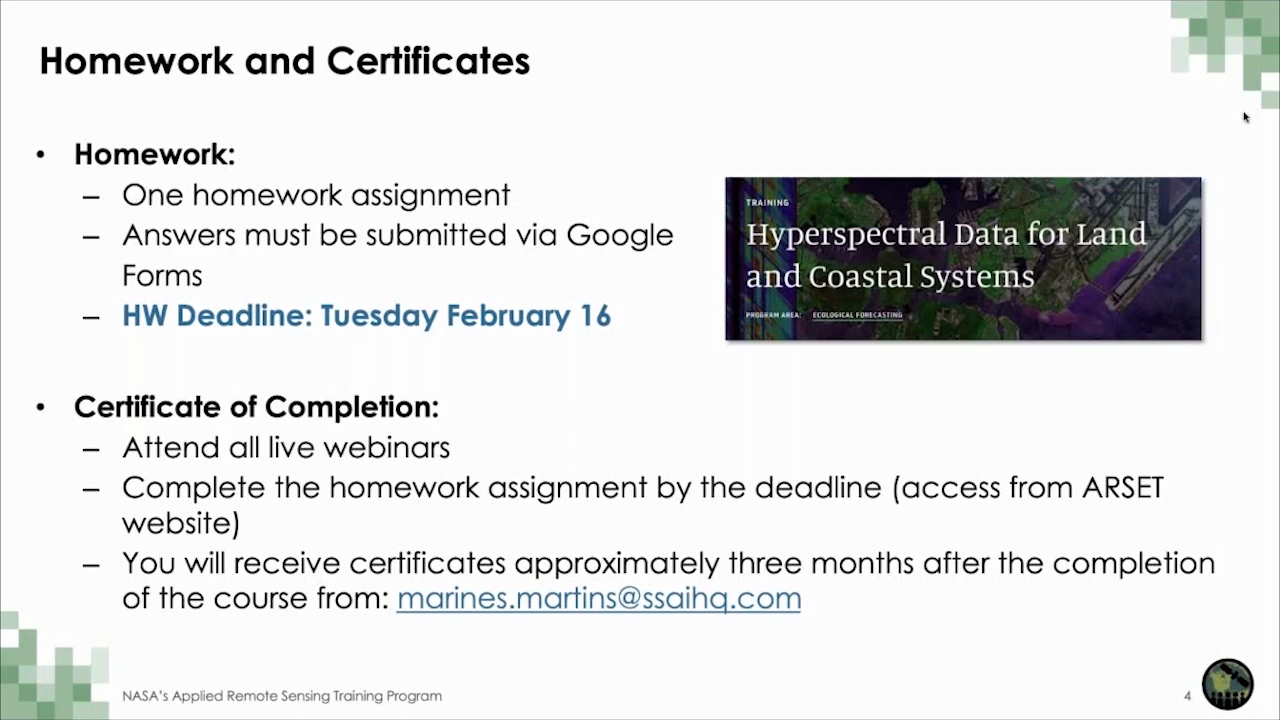 Homework and Certificates
• Homework:
– One homework assignment
– Answers must be submitted via Google
Forms
– HW Deadline: Tuesday February 16
TRAINING
Hyperspectral Data for Land
and Coastal Systems
PROGRAM AREA: ECOLOGICAL FORECASTING
• Certificate of Completion:
– Attend all live webinars
– Complete the homework assignment by the deadline (access from ARSET
website)
– You will receive certificates approximately three months after the completion
of the course from: marines.martins@ssaihq.com
NASA's Applied Remote Sensing Training Program
4